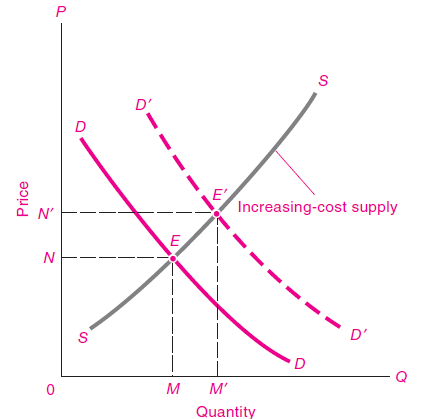 P
S
D′
D
E′
Price
N′
Increasing-cost supply
E
N
S
D′
D
0
M
M′
Q
Quantity